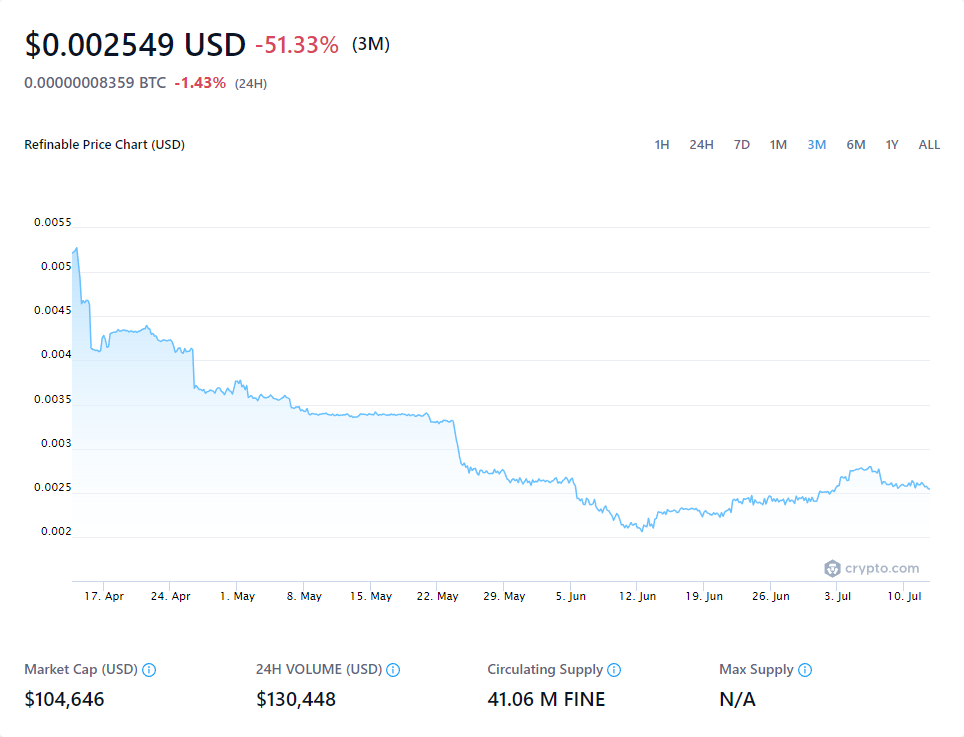 $0.002549 USD -51.33% (3M)
0.00000008359 BTC -1.43% (24H)
Refinable Price Chart (USD) 1H 24H 7D 1M 3M 6M 1Y ALL
0.0055
0.005
0.0045
0.004
0.0035
0.003
0.0025
0.002
crypto.com
17. Apr 24. Apr 1. May 8. May 15. May 22. May 29. May 5. Jun 12. Jun 19. Jun 26. Jun 3. Jul 10. Jul
Market Cap (USD) 24H VOLUME (USD) Circulating Supply Max Supply
$104,646 $130,448 41.06 M FINE N/A